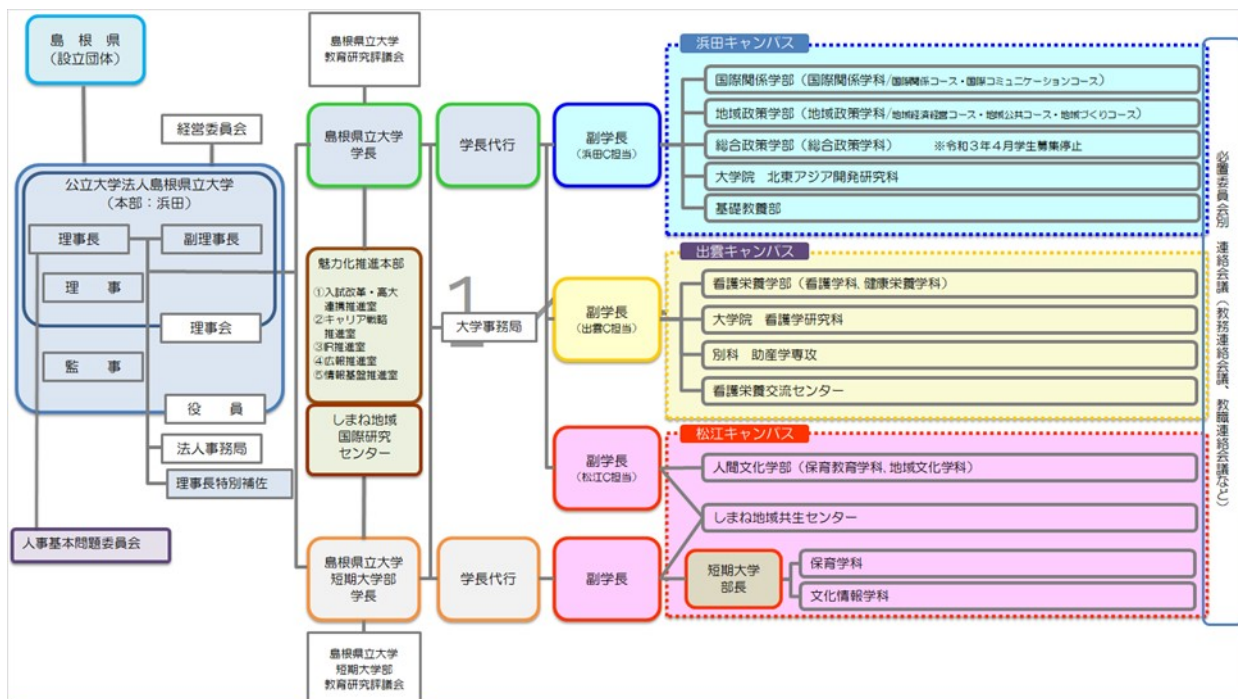 島根県
(設立団体)
経営委員会
公立大学法人島根県立大学
(本部:浜田)
理事長
副理事長
理事
理事会
監事
役員
法人事務局
理事長特別補佐
人事基本問題委員会
島根県立大学
教育研究評議会
島根県立大学
学長
魅力化推進本部
①入試改革・高大
連携推進室
②キャリア戦略
推進室
③IR推進室
④広報推進室
⑤情報基盤推進室
しまね地域
国際研究
センター
島根県立大学
短期大学部
学長
島根県立大学
短期大学部
教育研究評議会
学長代行
1
大学事務局
学長代行
副学長
(浜田C担当)
副学長
(出雲C担当)
副学長
(松江C担当)
副学長
浜田キャンパス
国際関係学部(国際関係学科/国際関係コース・国際コミュニケーションコース)
地域政策学部(地域政策学科/地域経済経営コース・地域公共コース・地域づくりコース)
総合政策学部(総合政策学科) ※令和3年4月学生募集停止
大学院 北東アジア開発研究科
基礎教養部
出雲キャンパス
看護栄養学部(看護学科、健康栄養学科)
大学院 看護学研究科
別科 助産学専攻
看護栄養交流センター
松江キャンパス
人間文化学部(保育教育学科、地域文化学科)
しまね地域共生センター
短期大学
部長
保育学科
文化情報学科
必置委員会別 連絡会議(教務連絡会議、教職連絡会議など)